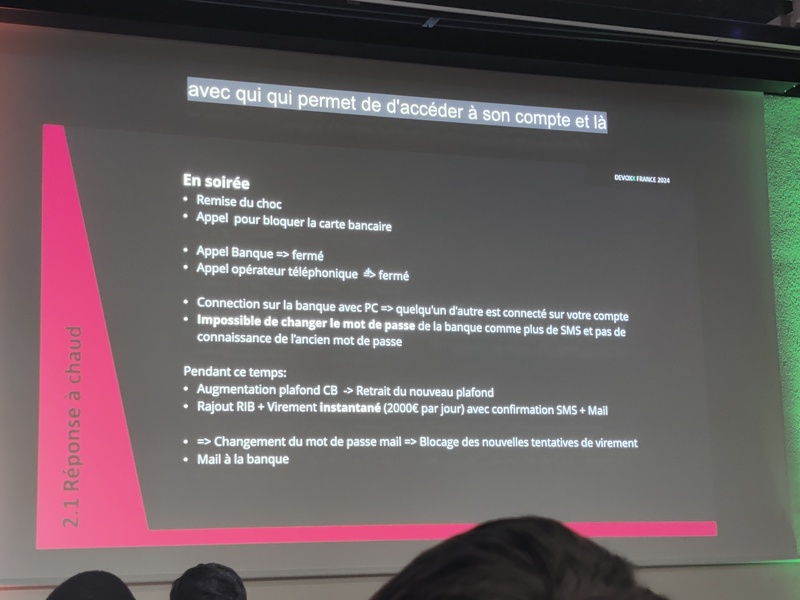 avec qui qui permet de d'accéder à son compte et là
DEVOXX FRANCE 2024
En soirée
• Remise du choc
• Appel pour bloquer la carte bancaire
• Appel Banque => fermé
• Appel opérateur téléphonique => fermé
• Connection sur la banque avec PC => quelqu'un d'autre est connecté sur votre compte
• Impossible de changer le mot de passe de la banque comme plus de SMS et pas de
connaissance de l'ancien mot de passe
Pendant ce temps:
• Augmentation plafond CB -> Retrait du nouveau plafond
• Rajout RIB + Virement instantané (2000€ par jour) avec confirmation SMS + Mail
• => Changement du mot de passe mail => Blocage des nouvelles tentatives de virement
• Mail à la banque
2.1 Réponse à chaud